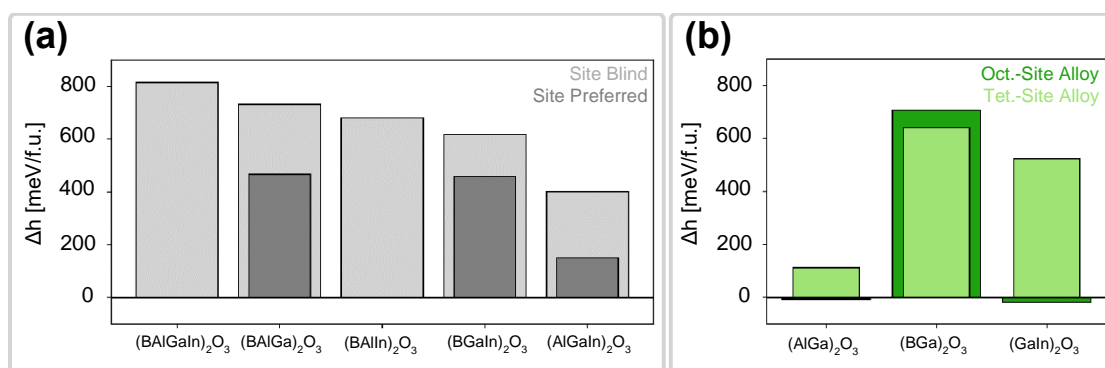 (a)
Δh [meV/f.u.]
800
600
400
200
0
Site Blind
Site Preferred
(BAlGaIn)₂O₃
(BAlGa)₂O₃
(BAlIn)₂O₃
(BGaIn)₂O₃
(AlGaIn)₂O₃
(b)
Δh [meV/f.u.]
800
600
400
200
0
Oct.-Site Alloy
Tet.-Site Alloy
(AlGa)₂O₃
(BGa)₂O₃
(GaIn)₂O₃